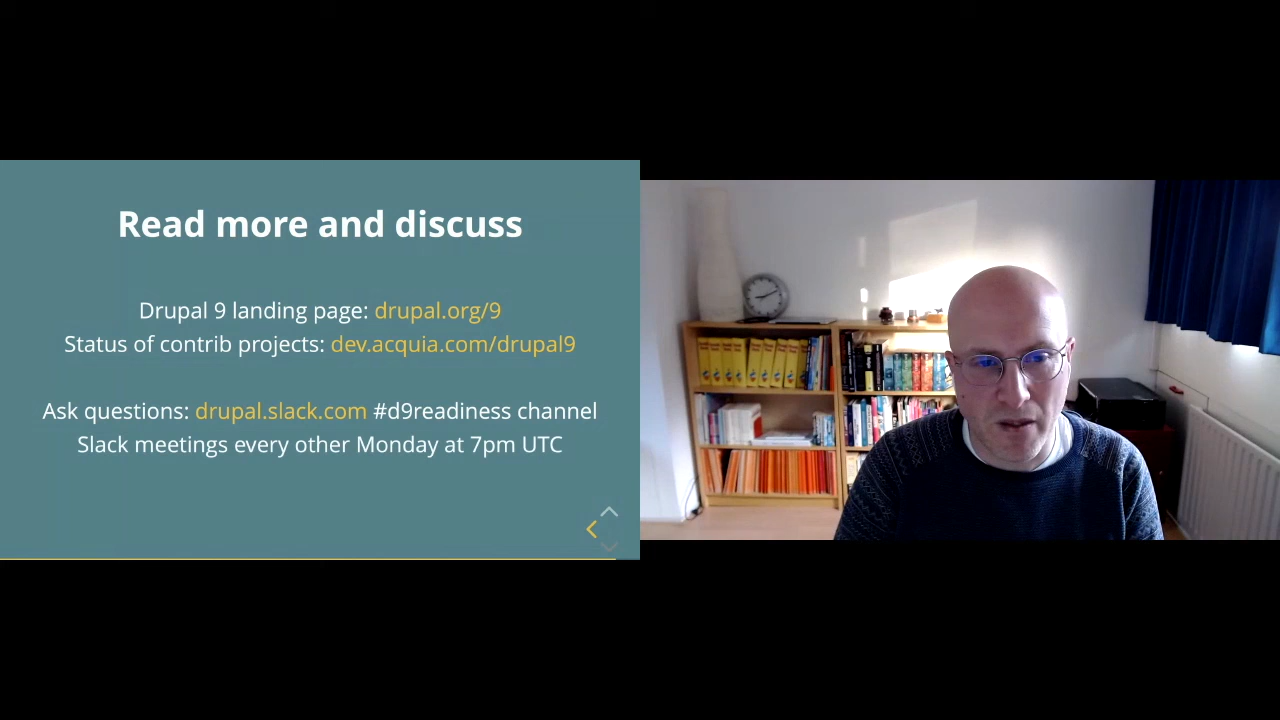 Read more and discuss
Drupal 9 landing page: drupal.org/9
Status of contrib projects: dev.acquia.com/drupal9
Ask questions: drupal.slack.com #d9readiness channel
Slack meetings every other Monday at 7pm UTC